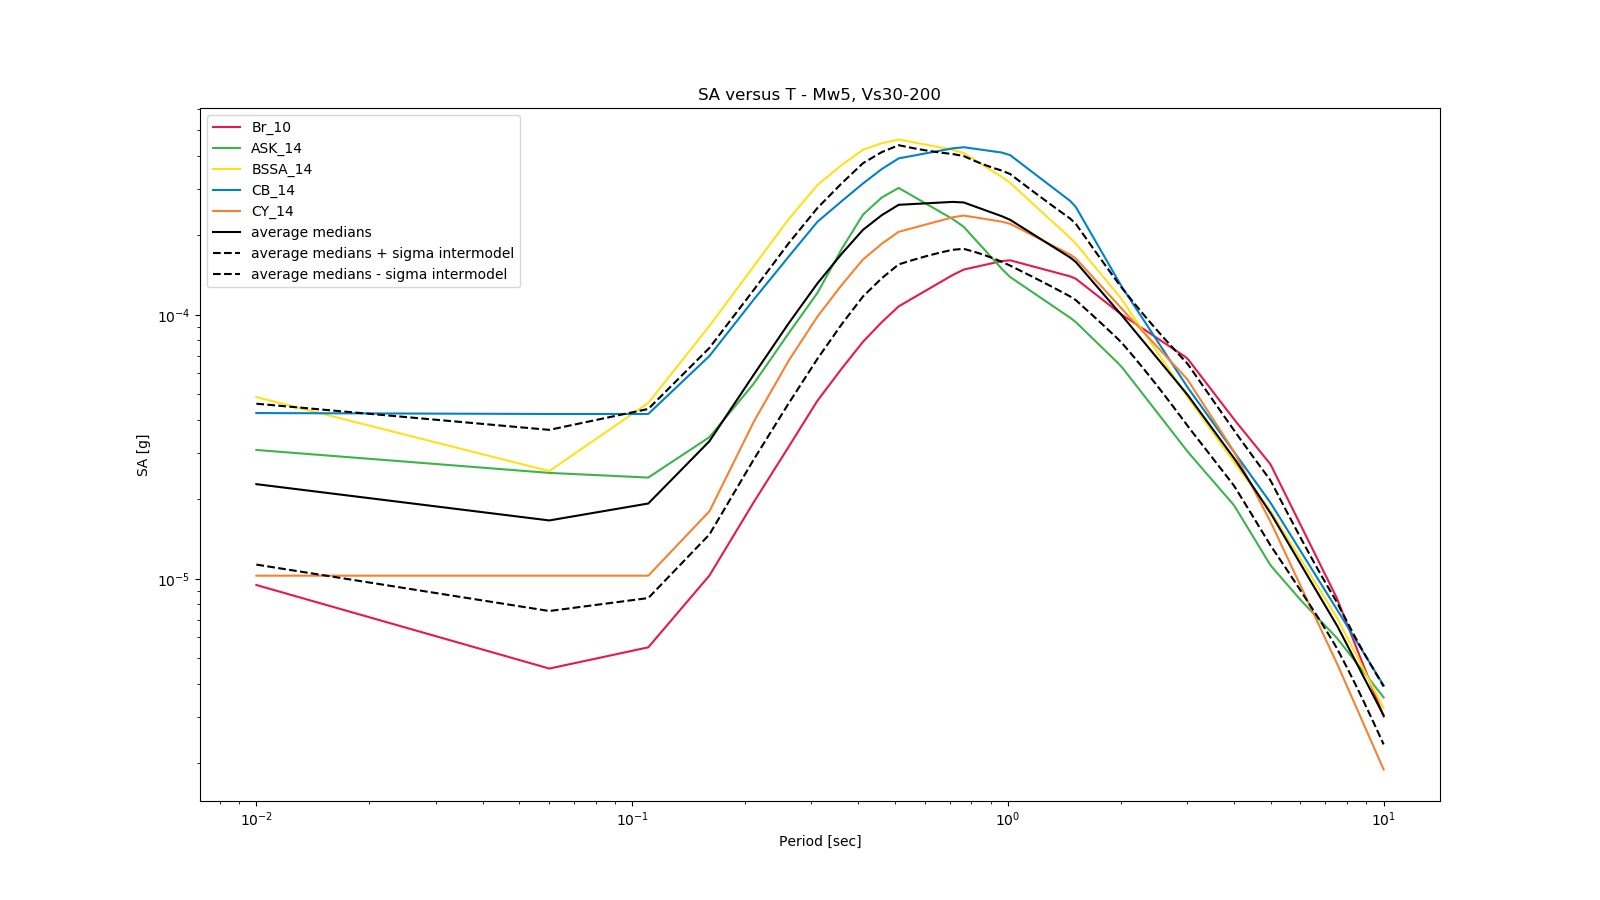 SA versus T - Mw5, Vs30-200
Br_10
ASK_14
BSSA_14
CB_14
CY_14
average medians
average medians + sigma intermodel
average medians - sigma intermodel
SA [g]
10⁻⁴
10⁻⁵
10⁻²
10⁻¹
10⁰
10¹
Period [sec]